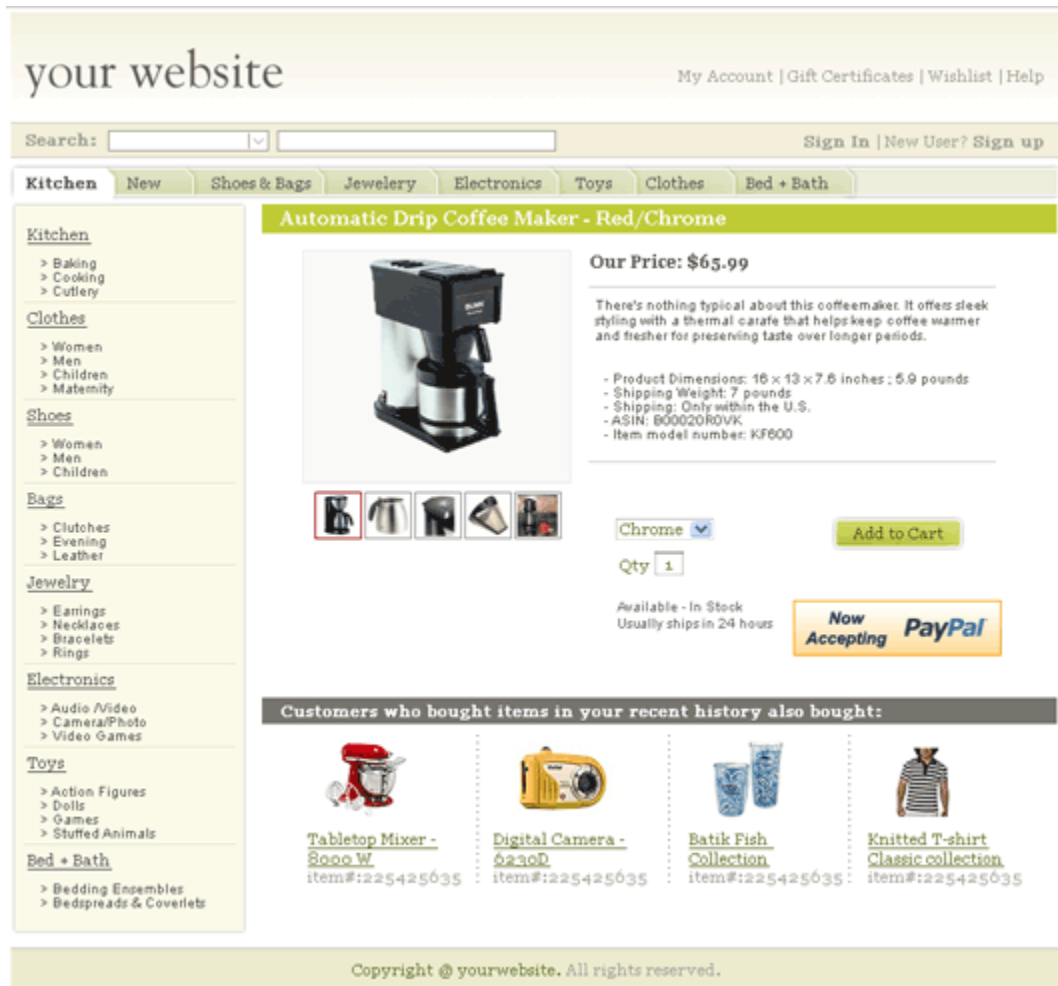 your website
My Account | Gift Certificates | Wishlist | Help
Search:
Sign In | New User? Sign up
Kitchen New Shoes & Bags Jewelery Electronics Toys Clothes Bed + Bath
Kitchen
> Baking
> Cooking
> Cutlery
Clothes
> Women
> Men
> Children
> Maternity
Shoes
> Women
> Men
> Children
Bags
> Clutches
> Evening
> Leather
Jewelry
> Earrings
> Necklaces
> Bracelets
> Rings
Electronics
> Audio /Video
> Camera/Photo
> Video Games
Toys
> Action Figures
> Dolls
> Games
> Stuffed Animals
Bed + Bath
> Bedding Ensembles
> Bedspreads & Coverlets
Automatic Drip Coffee Maker - Red/Chrome
Our Price: $65.99
There's nothing typical about this coffeemaker. It offers sleek
styling with a thermal carafe that helps keep coffee warmer
and fresher for preserving taste over longer periods.
- Product Dimensions: 16 x 13 x 7.6 inches ; 5.9 pounds
- Shipping Weight: 7 pounds
- Shipping: Only within the U.S.
- ASIN: B00020R0VK
- Item model number: KF600
Chrome
Add to Cart
Qty 1
Available - In Stock
Usually ships in 24 hours
Now
Accepting
PayPal
Customers who bought items in your recent history also bought:
Tabletop Mixer -
8000 W
item#:225425635
Digital Camera -
6230D
item#:225425635
Batik Fish
Collection
item#:225425635
Knitted T-shirt
Classic collection
item#:225425635
Copyright @ yourwebsite. All rights reserved.